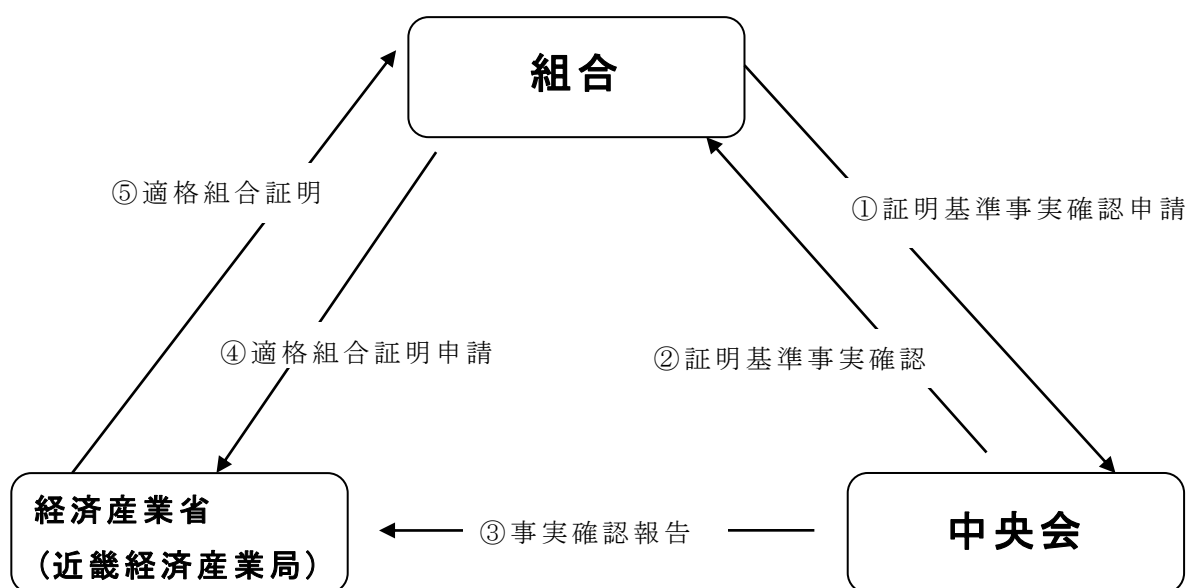 組合
⑤適格組合証明
①証明基準事実確認申請
④適格組合証明申請
②証明基準事実確認
経済産業省
(近畿経済産業局)
③事実確認報告
中央会